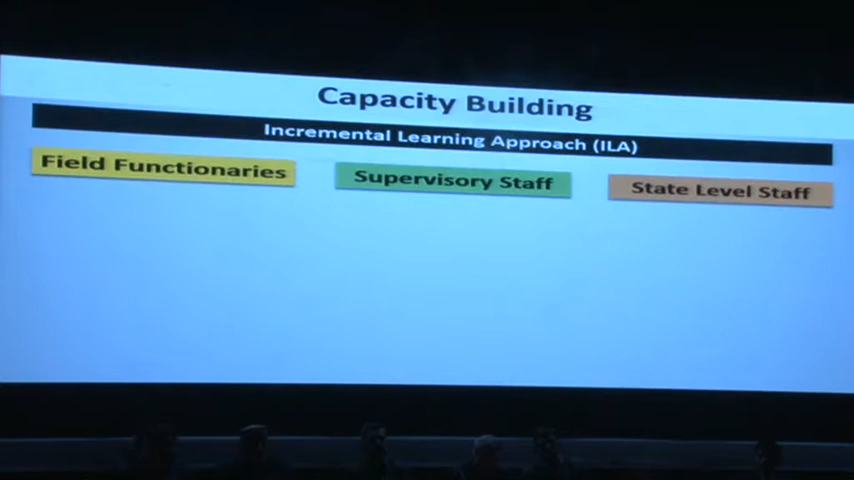 Capacity Building
Incremental Learning Approach (ILA)
Field Functionaries
Supervisory Staff
State Level Staff